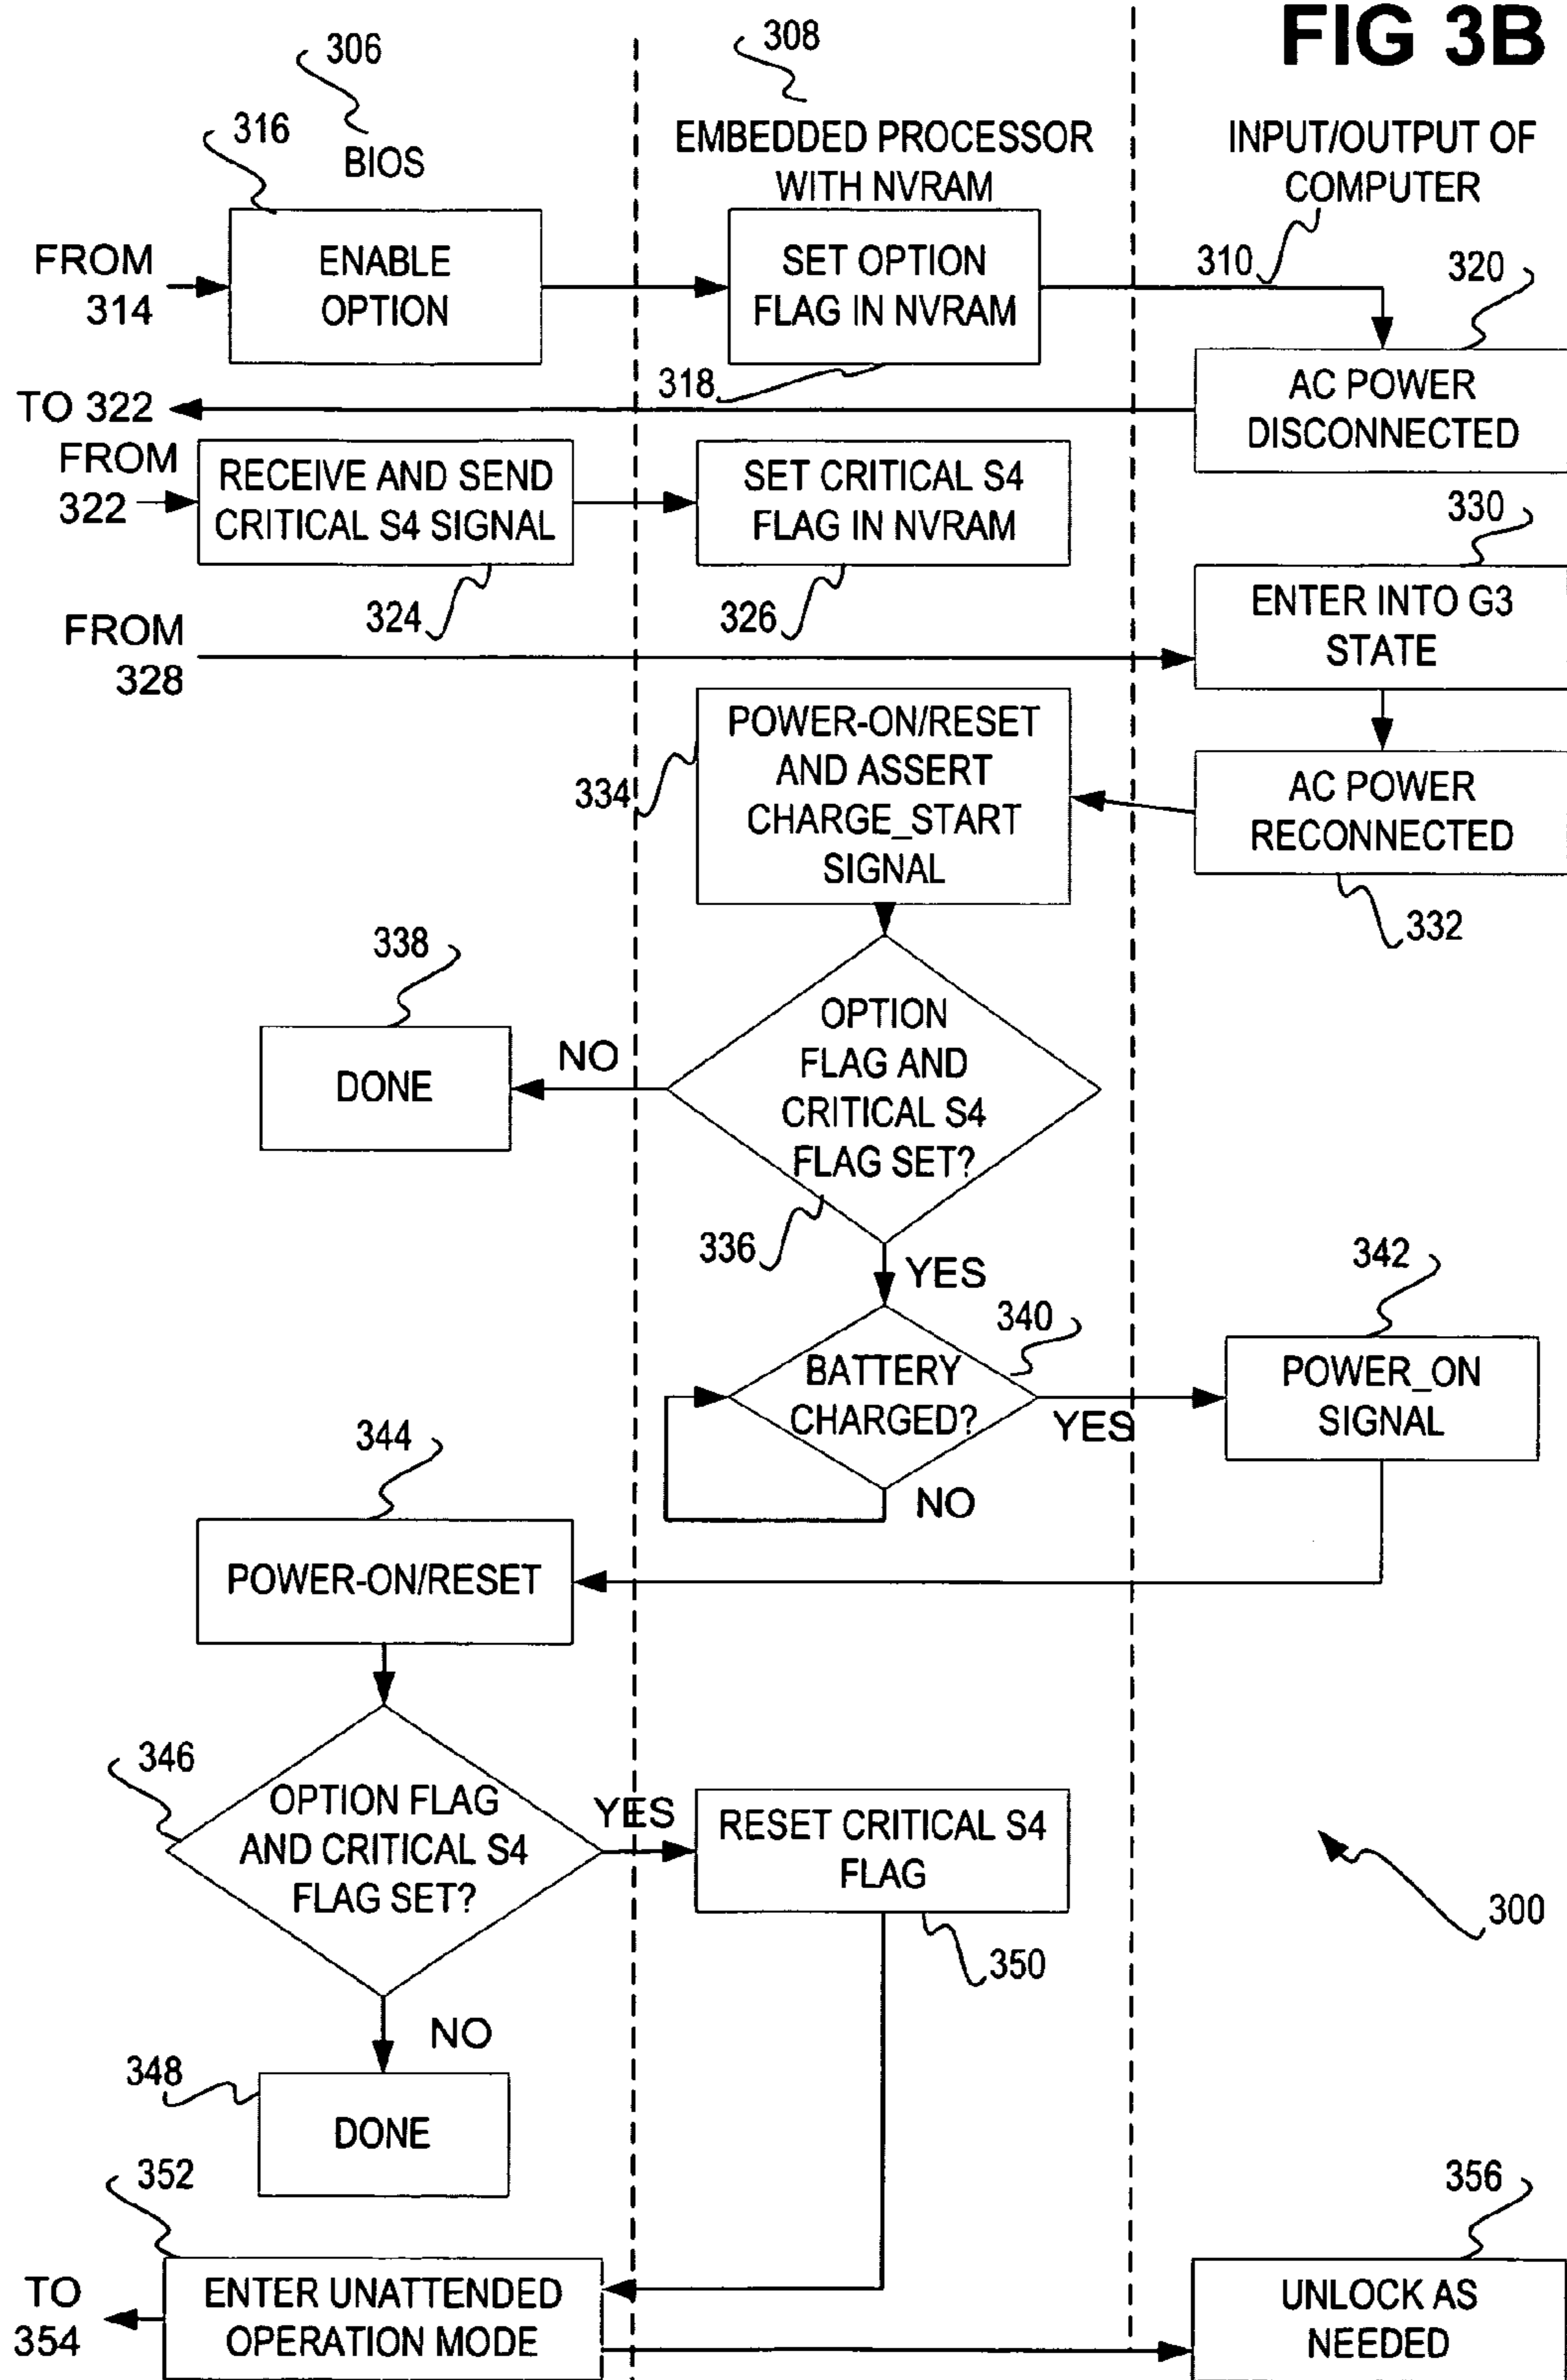 FIG 3B
306
308
316
BIOS
EMBEDDED PROCESSOR
WITH NVRAM
INPUT/OUTPUT OF
COMPUTER
FROM
314
ENABLE
OPTION
SET OPTION
FLAG IN NVRAM
310
320
318
AC POWER
DISCONNECTED
TO 322
FROM
322
RECEIVE AND SEND
CRITICAL S4 SIGNAL
SET CRITICAL S4
FLAG IN NVRAM
330
324
326
ENTER INTO G3
STATE
FROM
328
334
POWER-ON/RESET
AND ASSERT
CHARGE_START
SIGNAL
AC POWER
RECONNECTED
332
338
OPTION
FLAG AND
CRITICAL S4
FLAG SET?
NO
DONE
336
YES
342
340
BATTERY
CHARGED?
YES
POWER_ON
SIGNAL
NO
344
POWER-ON/RESET
346
OPTION FLAG
AND CRITICAL S4
FLAG SET?
YES
RESET CRITICAL S4
FLAG
300
350
NO
348
DONE
352
356
TO
354
ENTER UNATTENDED
OPERATION MODE
UNLOCK AS
NEEDED